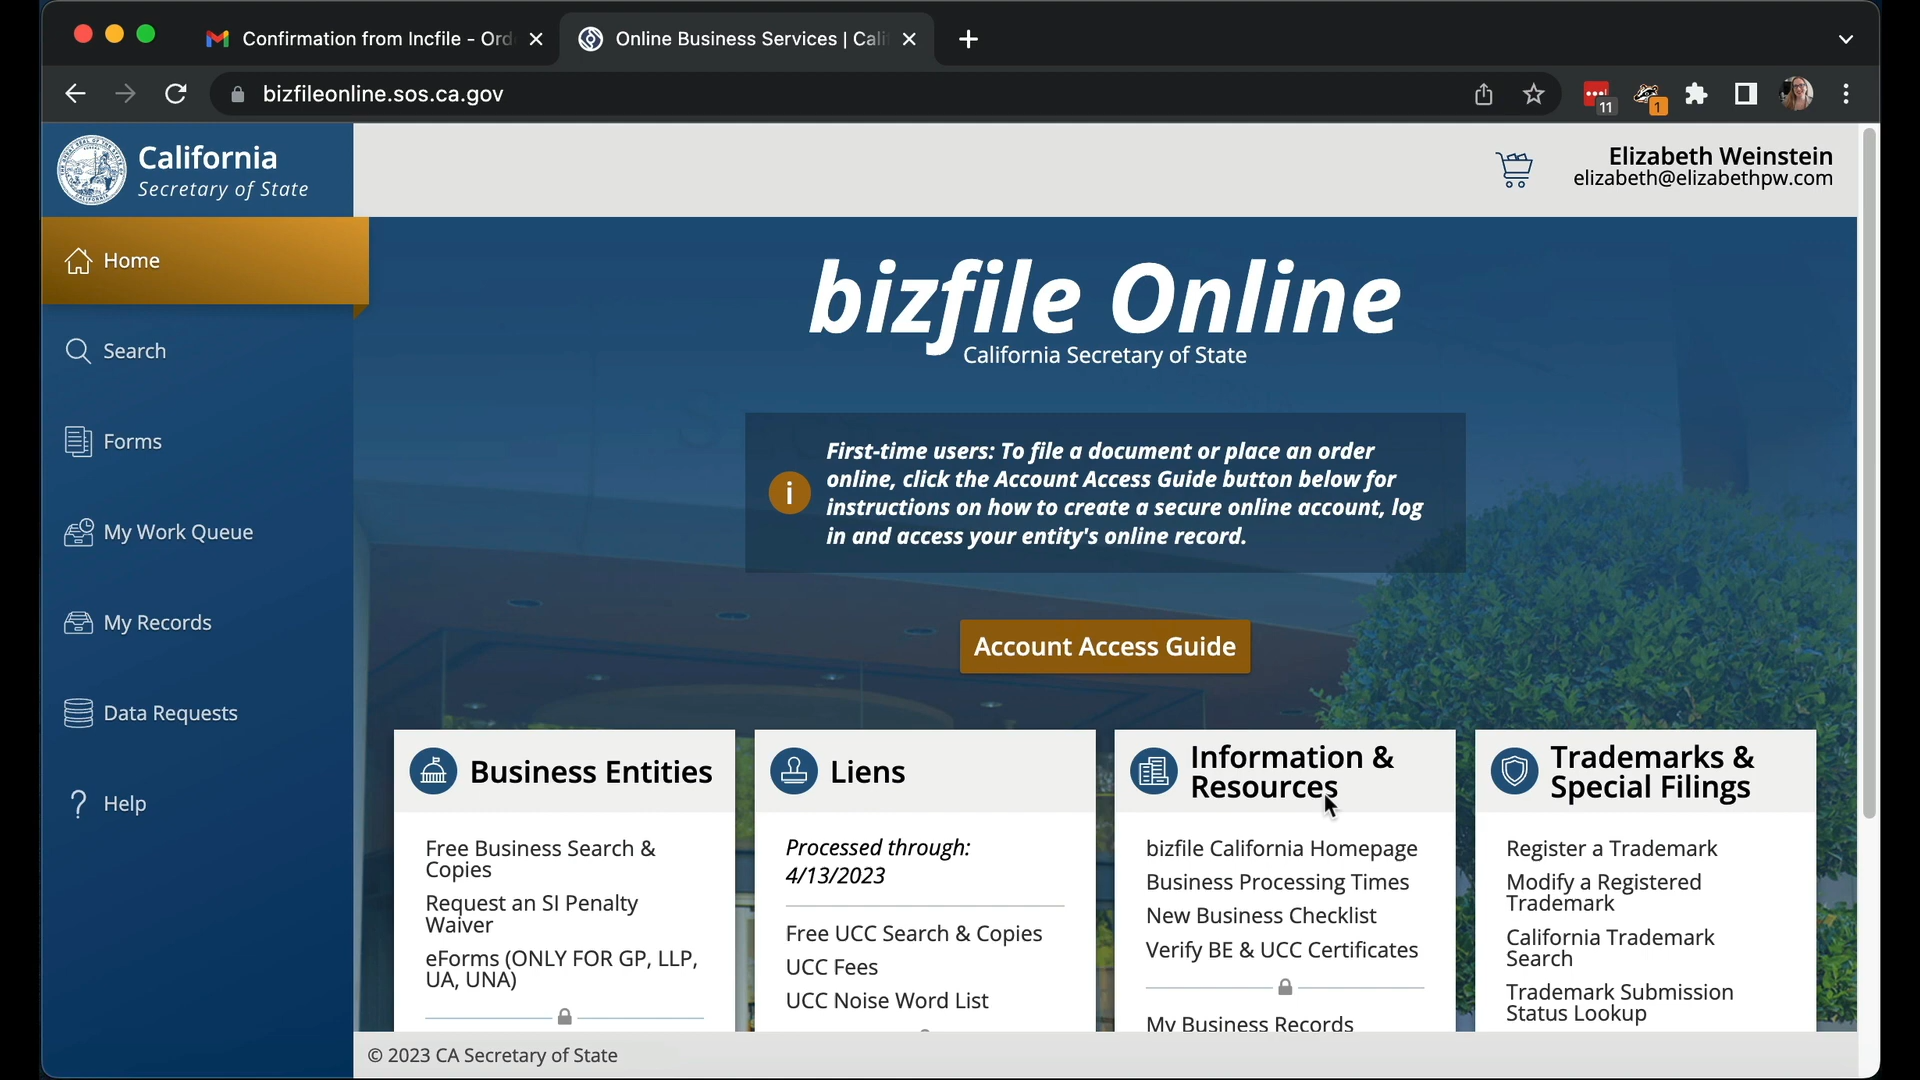 Confirmation from Incfile - Ord
Online Business Services | Cali
bizfileonline.sos.ca.gov
11
1
California
Secretary of State
Elizabeth Weinstein
elizabeth@elizabethpw.com
Home
Search
Forms
My Work Queue
My Records
Data Requests
Help
bizfile Online
California Secretary of State
i
First-time users: To file a document or place an order
online, click the Account Access Guide button below for
instructions on how to create a secure online account, log
in and access your entity's online record.
Account Access Guide
Business Entities
Free Business Search &
Copies
Request an SI Penalty
Waiver
eForms (ONLY FOR GP, LLP,
UA, UNA)
Liens
Processed through:
4/13/2023
Free UCC Search & Copies
UCC Fees
UCC Noise Word List
Information &
Resources
bizfile California Homepage
Business Processing Times
New Business Checklist
Verify BE & UCC Certificates
My Business Records
Trademarks &
Special Filings
Register a Trademark
Modify a Registered
Trademark
California Trademark
Search
Trademark Submission
Status Lookup
© 2023 CA Secretary of State